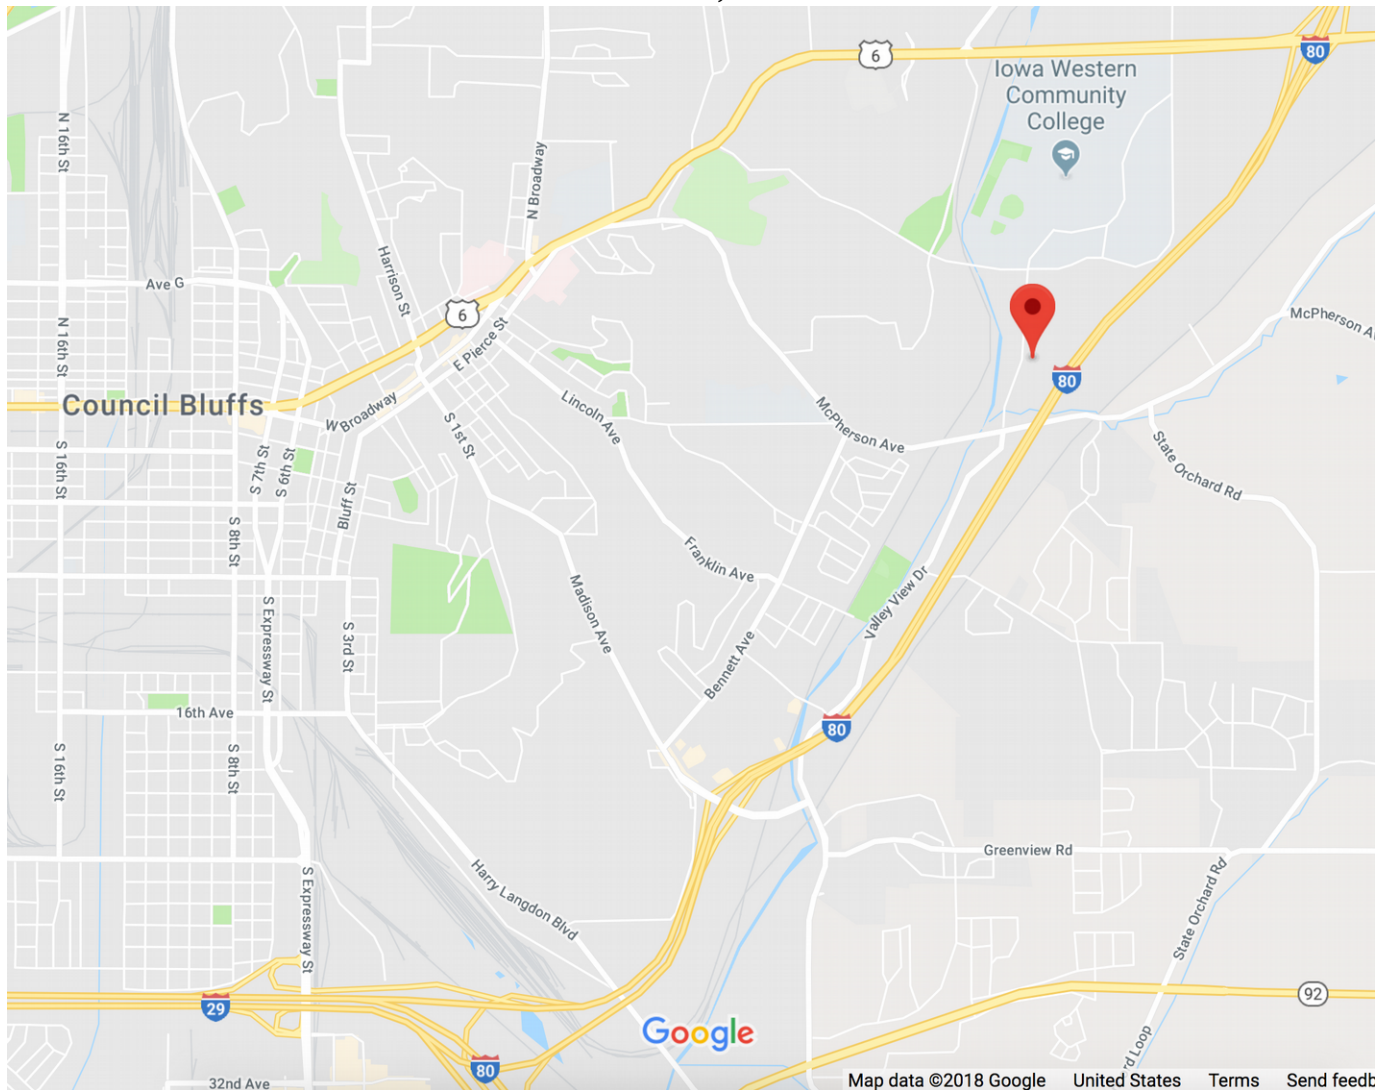 6
80
Iowa Western
Community
College
N 16th St
N Broadway
Harrison St
Ave G
6
McPherson Av
N 16th St
E Pierce St
80
Council Bluffs
W Broadway
Lincoln Ave
McPherson Ave
S 1st St
S 16th St
S 7th St
S 6th St
State Orchard Rd
Bluff St
S 8th St
Franklin Ave
Valley View Dr
Madison Ave
S Expressway St
S 3rd St
Bennett Ave
16th Ave
80
S 16th St
S 8th St
Greenview Rd
Harry Langdon Blvd
S Expressway St
State Orchard Rd
92
29
Google
rd Loop
80
32nd Ave
Map data ©2018 Google United States Terms Send feedb